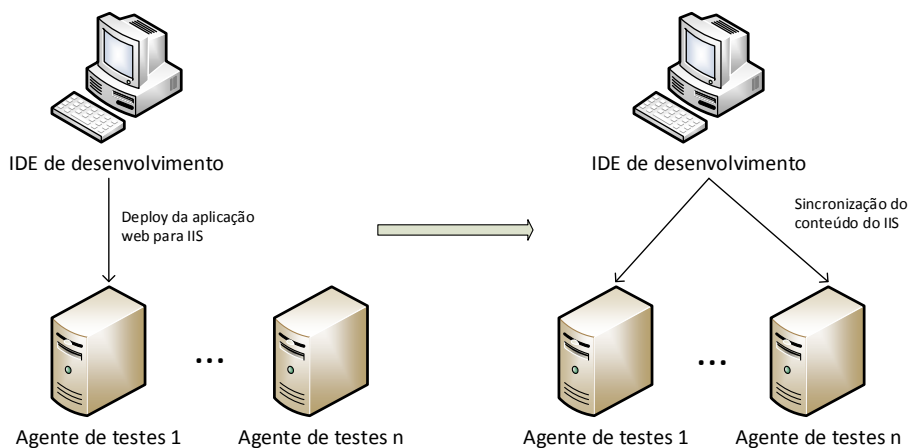 IDE de desenvolvimento
Deploy da aplicação
web para IIS
...
Agente de testes 1
Agente de testes n
IDE de desenvolvimento
Sincronização do
conteúdo do IIS
...
Agente de testes 1
Agente de testes n